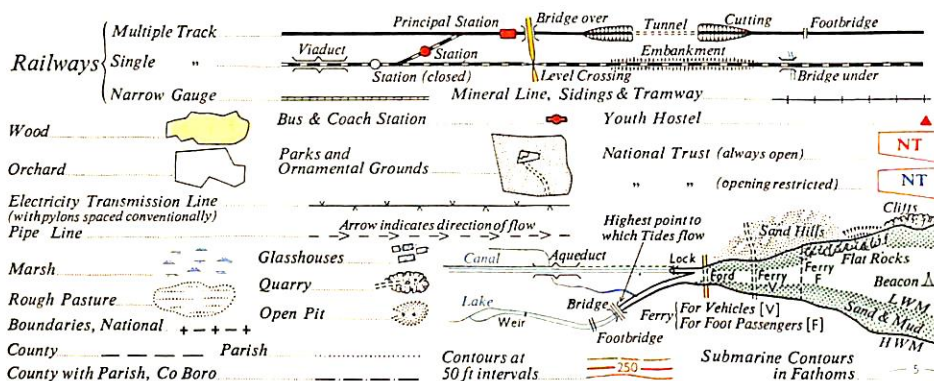 Railways
Multiple Track
Principal Station
Bridge over
Tunnel
Cutting
Footbridge
Single "
Viaduct
Station
Station (closed)
Level Crossing
Embankment
Bridge under
Narrow Gauge
Mineral Line, Sidings & Tramway
Wood
Bus & Coach Station
Youth Hostel
Orchard
Parks and
Ornamental Grounds
National Trust (always open)
NT
" " (opening restricted)
NT
Electricity Transmission Line
(with pylons spaced conventionally)
Pipe Line
Arrow indicates direction of flow
Highest point to
which Tides flow
Sand Hills
Cliffs
Flat Rocks
Marsh
Glasshouses
Canal
Aqueduct
Lock
Ford
Ferry
V
Ferry
F
Beacon
Rough Pasture
Quarry
Open Pit
Lake
Weir
Bridge
Footbridge
Ferry
For Vehicles [V]
For Foot Passengers [F]
LWM
Sand & Mud
HWM
Boundaries, National
County
Parish
County with Parish, Co Boro
Contours at
50 ft intervals
250
Submarine Contours
in Fathoms
5